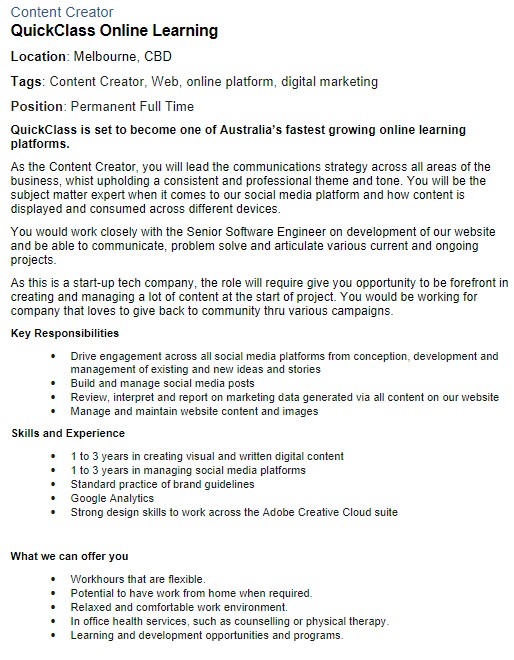 Content Creator
QuickClass Online Learning
Location: Melbourne, CBD
Tags: Content Creator, Web, online platform, digital marketing
Position: Permanent Full Time
QuickClass is set to become one of Australia's fastest growing online learning
platforms.
As the Content Creator, you will lead the communications strategy across all areas of the
business, whist upholding a consistent and professional theme and tone. You will be the
subject matter expert when it comes to our social media platform and how content is
displayed and consumed across different devices.
You would work closely with the Senior Software Engineer on development of our website
and be able to communicate, problem solve and articulate various current and ongoing
projects.
As this is a start-up tech company, the role will require give you opportunity to be forefront in
creating and managing a lot of content at the start of project. You would be working for
company that loves to give back to community thru various campaigns.
Key Responsibilities
• Drive engagement across all social media platforms from conception, development and
management of existing and new ideas and stories
• Build and manage social media posts
• Review, interpret and report on marketing data generated via all content on our website
• Manage and maintain website content and images
Skills and Experience
• 1 to 3 years in creating visual and written digital content
• 1 to 3 years in managing social media platforms
• Standard practice of brand guidelines
• Google Analytics
• Strong design skills to work across the Adobe Creative Cloud suite
What we can offer you
• Workhours that are flexible.
• Potential to have work from home when required.
• Relaxed and comfortable work environment.
• In office health services, such as counselling or physical therapy.
• Learning and development opportunities and programs.